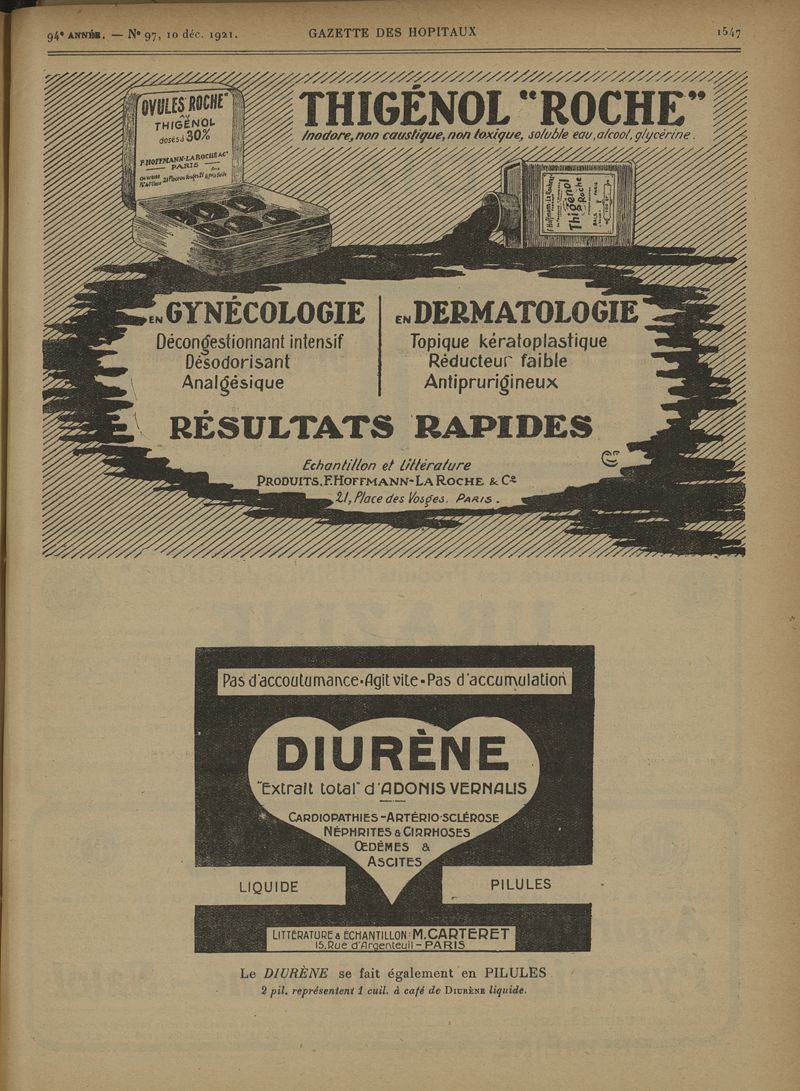 94e ANNÉE. — No 97, 10 déc. 1921. GAZETTE DES HOPITAUX 1547
OVULES "ROCHE"
AU
THIGÉNOL
dosés à 30%
F. HOFFMANN-LA ROCHE & Co
PARIS
THIGÉNOL "ROCHE"
Inodore, non caustique, non toxique, soluble eau, alcool, glycérine.
Thigénol
Roche
EN GYNÉCOLOGIE
Décongestionnant intensif
Désodorisant
Analgésique
EN DERMATOLOGIE
Topique kératoplastique
Réducteur faible
Antiprurigineux
RÉSULTATS RAPIDES
Echantillon et Littérature
PRODUITS.F.HOFFMANN-LA ROCHE & Co
21, Place des Vosges. PARIS.
Pas d'accoutumance•Agit vite•Pas d'accumulation
DIURÈNE
"Extrait total" d'ADONIS VERNALIS
CARDIOPATHIES-ARTÉRIO-SCLÉROSE
NÉPHRITES & CIRRHOSES
ŒDÈMES &
ASCITES
LIQUIDE
PILULES
LITTÉRATURE & ÉCHANTILLON: M.CARTERET
15.Rue d'Argenteuil - PARIS
Le DIURÈNE se fait également en PILULES
2 pil. représentent 1 cuil. à café de DIURÈNE liquide.